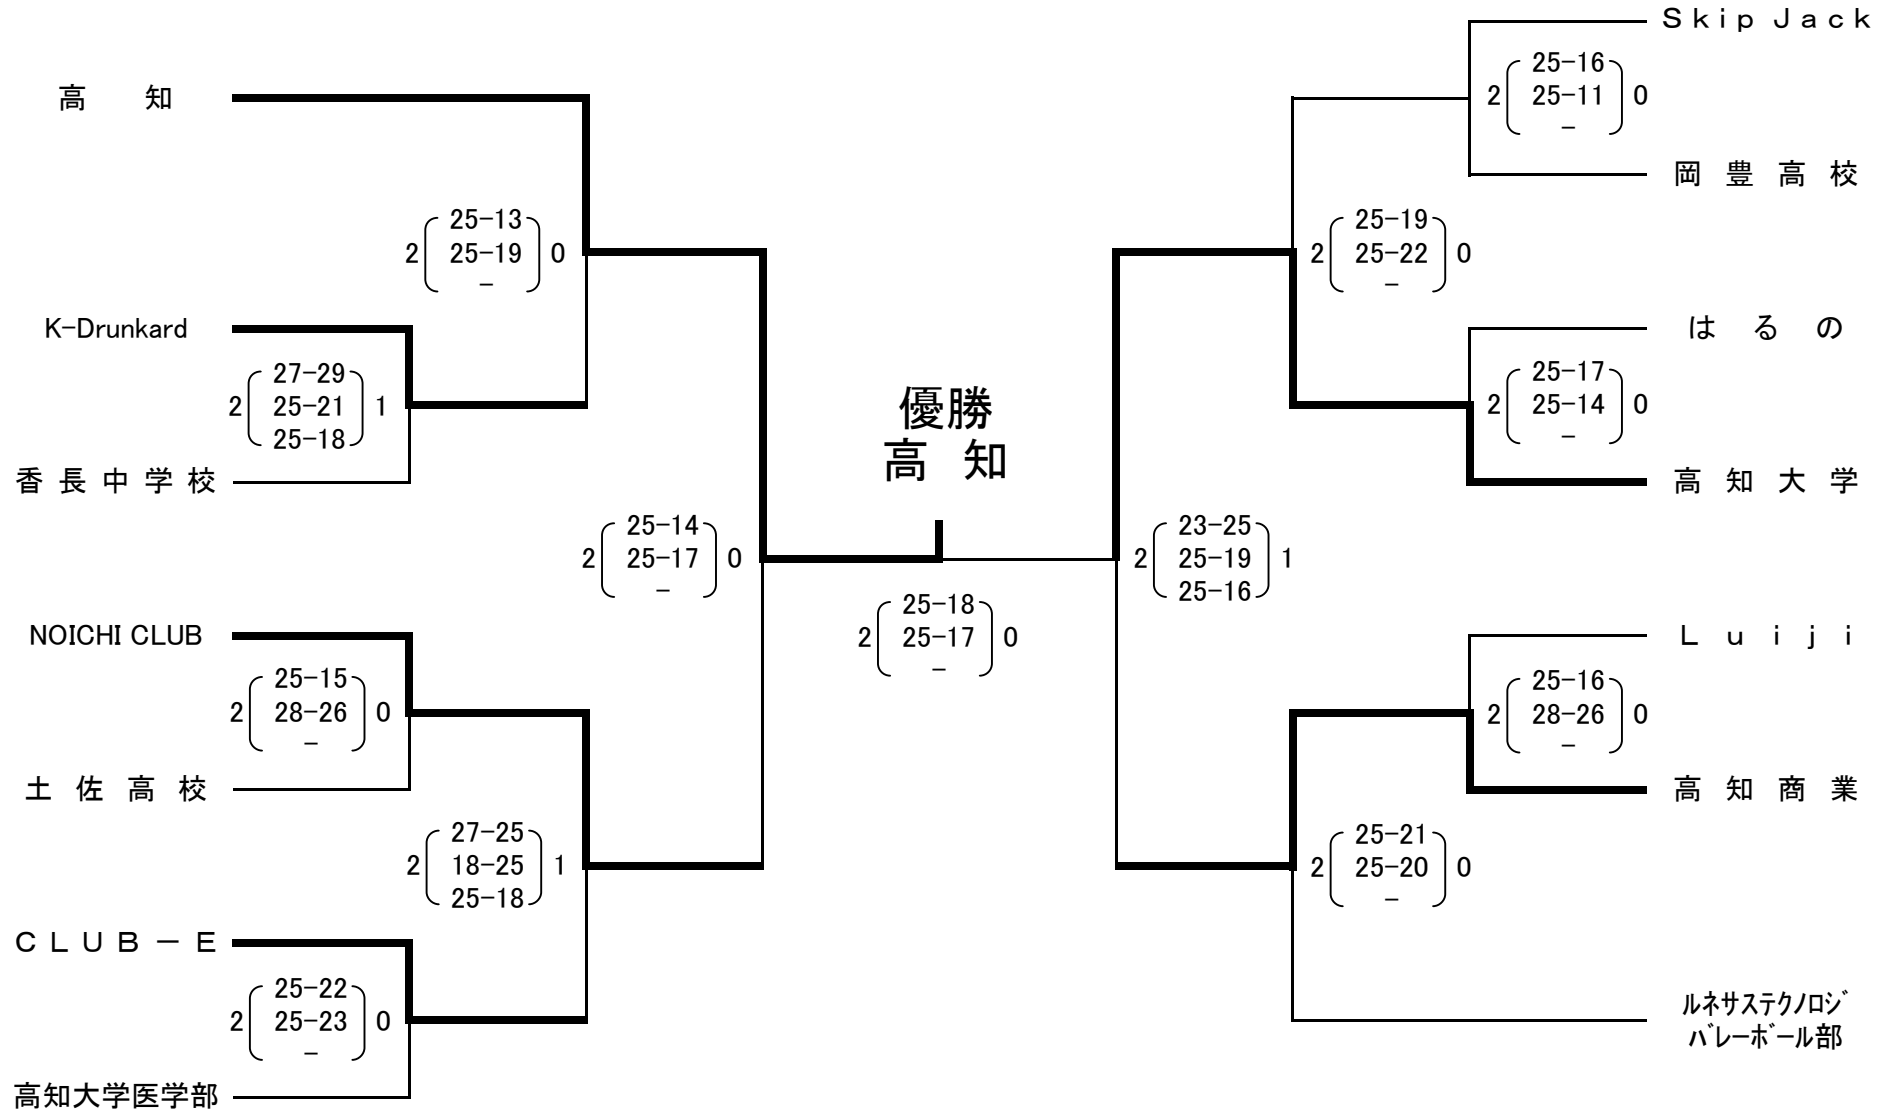 Skip Jack
25-16
2 25-11 0
-
岡豊高校
高知
25-13
2 25-19 0
-
25-19
2 25-22 0
-
K-Drunkard
27-29
2 25-21 1
25-18
香長中学校
はるの
25-17
2 25-14 0
-
高知大学
優勝
高知
25-14
2 25-17 0
-
25-18
2 25-17 0
-
23-25
2 25-19 1
25-16
NOICHI CLUB
25-15
2 28-26 0
-
土佐高校
Luiji
25-16
2 28-26 0
-
高知商業
27-25
2 18-25 1
25-18
25-21
2 25-20 0
-
CLUB－E
25-22
2 25-23 0
-
高知大学医学部
ﾙﾈｻｽﾃｸﾉﾛｼﾞ
ﾊﾞﾚｰﾎﾞｰﾙ部